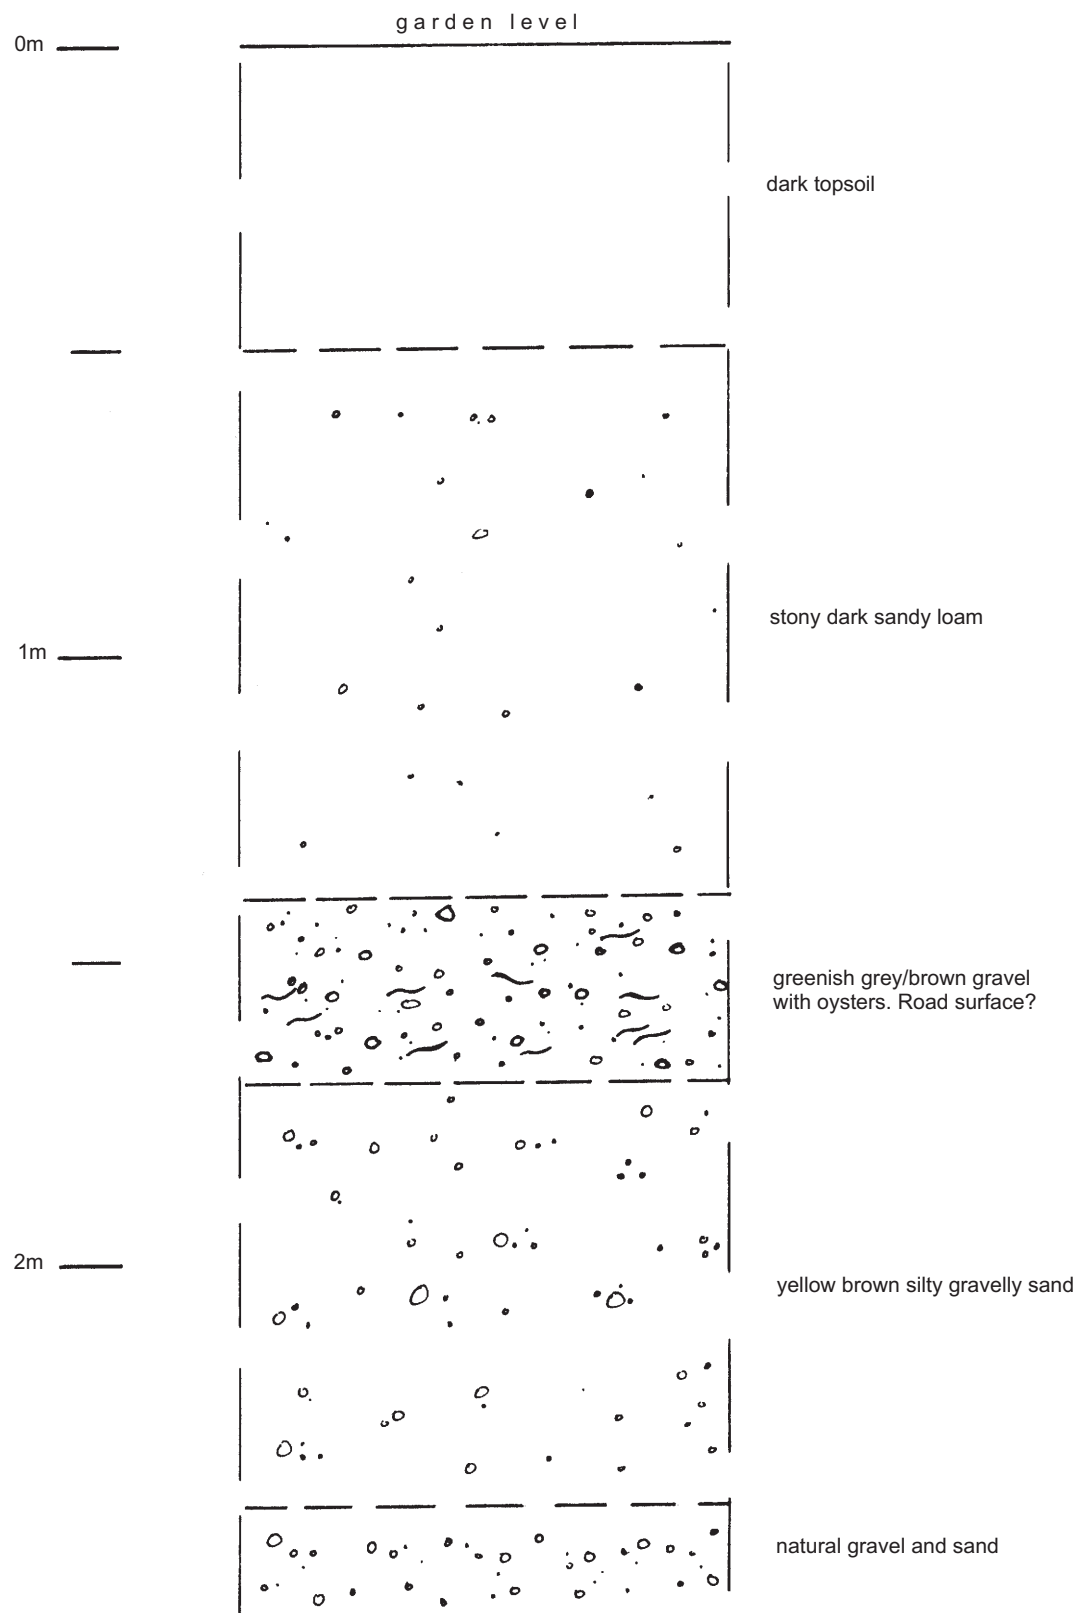 garden level
0m
dark topsoil
stony dark sandy loam
1m
greenish grey/brown gravel
with oysters. Road surface?
2m
yellow brown silty gravelly sand
natural gravel and sand